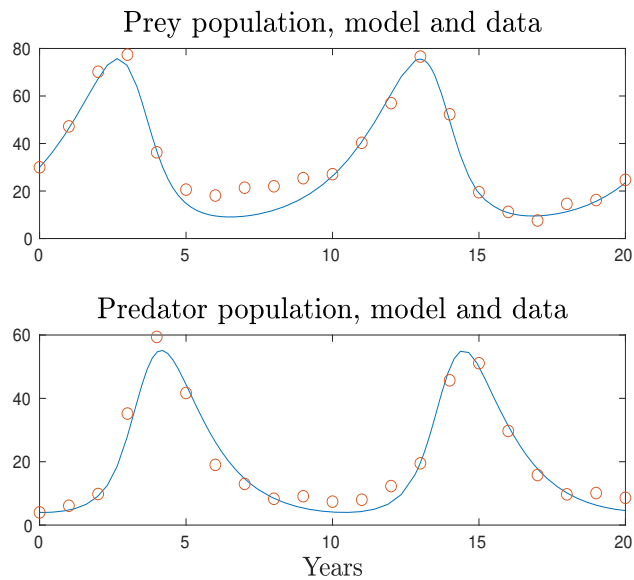 Prey population, model and data
80
60
40
20
0
0 5 10 15 20
Predator population, model and data
60
40
20
0
0 5 10 15 20
Years